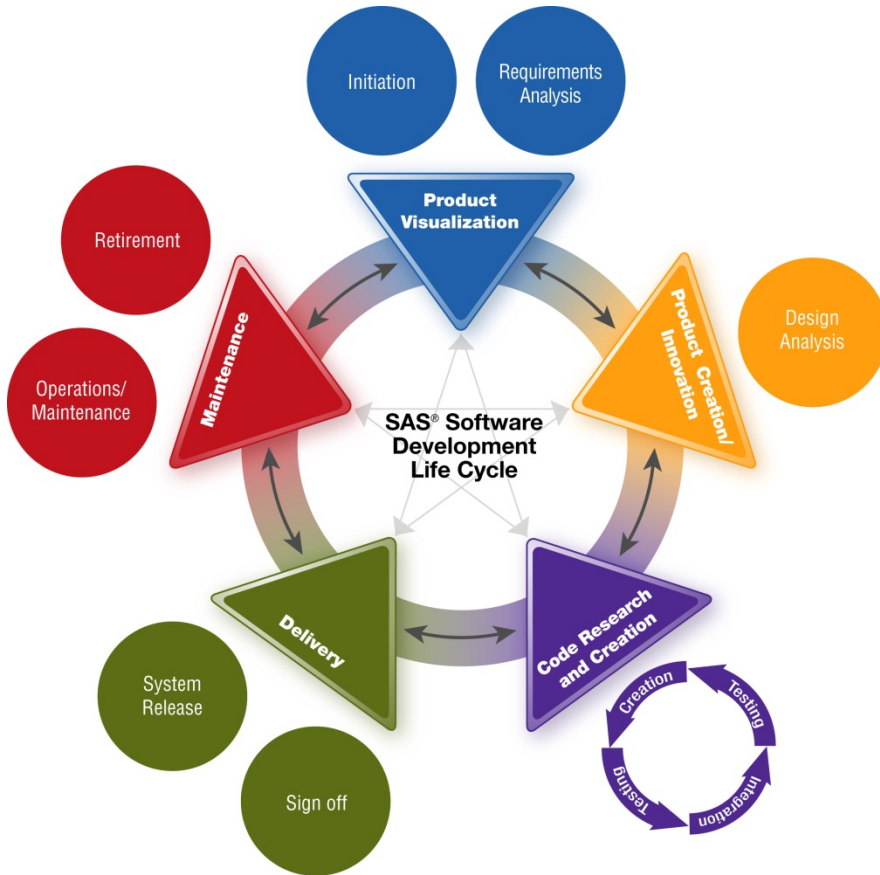 Initiation
Requirements
Analysis
Product
Visualization
Retirement
Operations/
Maintenance
Maintenance
Product Creation/
Innovation
Design
Analysis
SAS® Software
Development
Life Cycle
Delivery
Code Research
and Creation
System
Release
Sign off
Creation
Testing
Testing
Integration